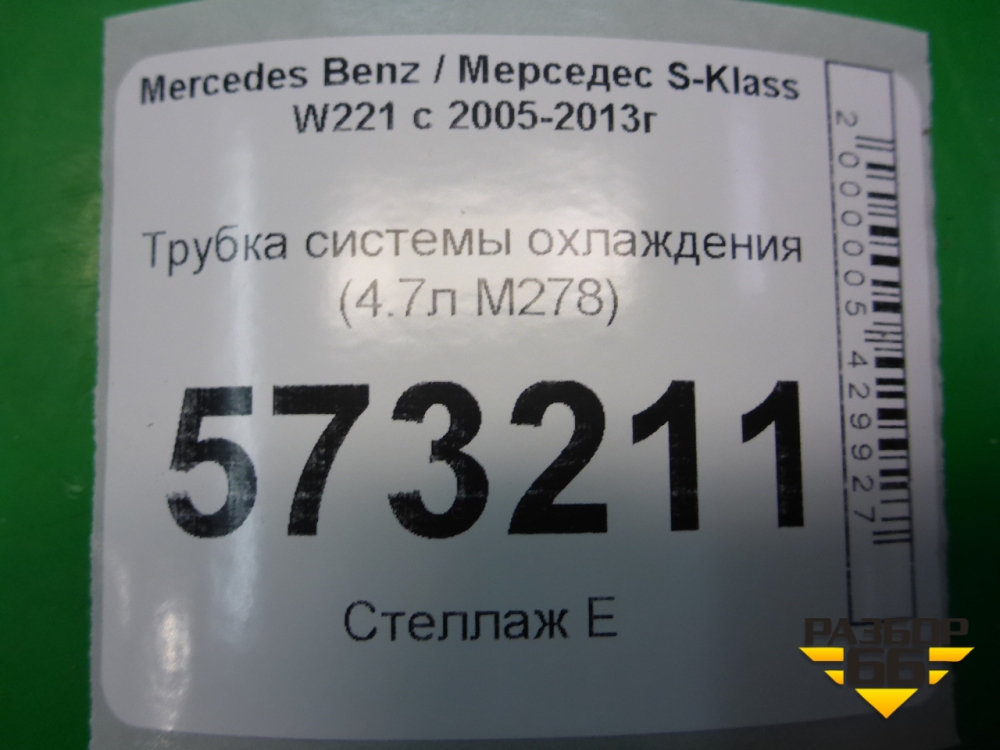 Mercedes Benz / Мерседес S-Klass
W221 с 2005-2013г
Трубка системы охлаждения
(4.7л M278)
573211
Стеллаж Е
2000005429927
РАЗБОР
66